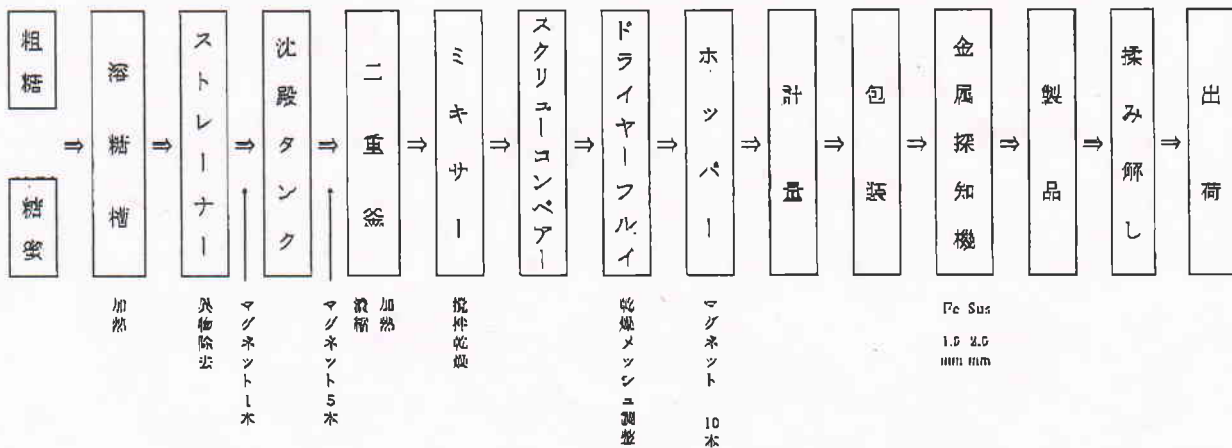 粗糖
糖蜜
⇒
溶糖槽
⇒
ストレーナー
⇒
沈殿タンク
⇒
二重釜
⇒
ミキサー
⇒
スクリューコンベアー
⇒
ドライヤーフルイ
⇒
ホッパー
⇒
計量
⇒
包装
⇒
金属探知機
⇒
製品
⇒
揉み解し
⇒
出荷
加熱
異物除去
マグネット1本
マグネット5本
加熱
濃縮
撹拌乾燥
乾燥メッシュ調整
マグネット 10本
Fe Sus
mm mm